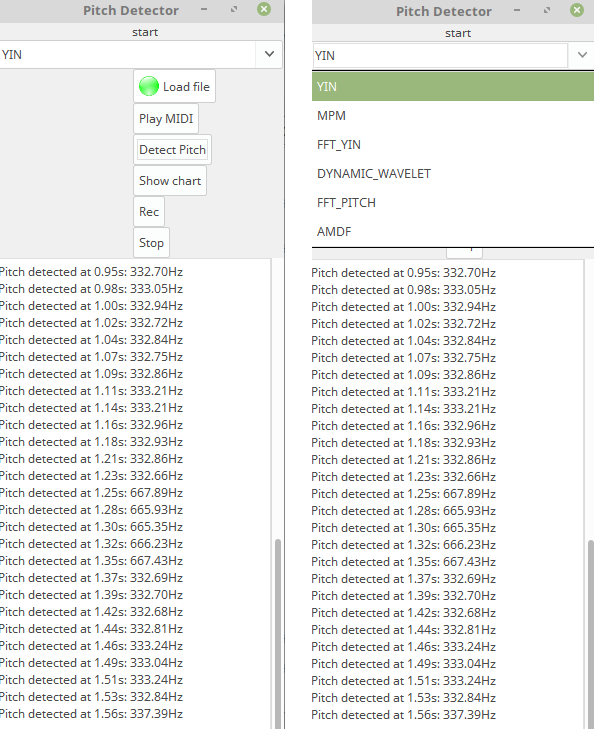 Pitch Detector
start
YIN
Load file
Play MIDI
Detect Pitch
Show chart
Rec
Stop
Pitch detected at 0.95s: 332.70Hz
Pitch detected at 0.98s: 333.05Hz
Pitch detected at 1.00s: 332.94Hz
Pitch detected at 1.02s: 332.72Hz
Pitch detected at 1.04s: 332.84Hz
Pitch detected at 1.07s: 332.75Hz
Pitch detected at 1.09s: 332.86Hz
Pitch detected at 1.11s: 333.21Hz
Pitch detected at 1.14s: 333.21Hz
Pitch detected at 1.16s: 332.96Hz
Pitch detected at 1.18s: 332.93Hz
Pitch detected at 1.21s: 332.86Hz
Pitch detected at 1.23s: 332.66Hz
Pitch detected at 1.25s: 667.89Hz
Pitch detected at 1.28s: 665.93Hz
Pitch detected at 1.30s: 665.35Hz
Pitch detected at 1.32s: 666.23Hz
Pitch detected at 1.35s: 667.43Hz
Pitch detected at 1.37s: 332.69Hz
Pitch detected at 1.39s: 332.70Hz
Pitch detected at 1.42s: 332.68Hz
Pitch detected at 1.44s: 332.81Hz
Pitch detected at 1.46s: 333.24Hz
Pitch detected at 1.49s: 333.04Hz
Pitch detected at 1.51s: 333.24Hz
Pitch detected at 1.53s: 332.84Hz
Pitch detected at 1.56s: 337.39Hz
Pitch Detector
start
YIN
YIN
MPM
FFT_YIN
DYNAMIC_WAVELET
FFT_PITCH
AMDF
Pitch detected at 0.95s: 332.70Hz
Pitch detected at 0.98s: 333.05Hz
Pitch detected at 1.00s: 332.94Hz
Pitch detected at 1.02s: 332.72Hz
Pitch detected at 1.04s: 332.84Hz
Pitch detected at 1.07s: 332.75Hz
Pitch detected at 1.09s: 332.86Hz
Pitch detected at 1.11s: 333.21Hz
Pitch detected at 1.14s: 333.21Hz
Pitch detected at 1.16s: 332.96Hz
Pitch detected at 1.18s: 332.93Hz
Pitch detected at 1.21s: 332.86Hz
Pitch detected at 1.23s: 332.66Hz
Pitch detected at 1.25s: 667.89Hz
Pitch detected at 1.28s: 665.93Hz
Pitch detected at 1.30s: 665.35Hz
Pitch detected at 1.32s: 666.23Hz
Pitch detected at 1.35s: 667.43Hz
Pitch detected at 1.37s: 332.69Hz
Pitch detected at 1.39s: 332.70Hz
Pitch detected at 1.42s: 332.68Hz
Pitch detected at 1.44s: 332.81Hz
Pitch detected at 1.46s: 333.24Hz
Pitch detected at 1.49s: 333.04Hz
Pitch detected at 1.51s: 333.24Hz
Pitch detected at 1.53s: 332.84Hz
Pitch detected at 1.56s: 337.39Hz